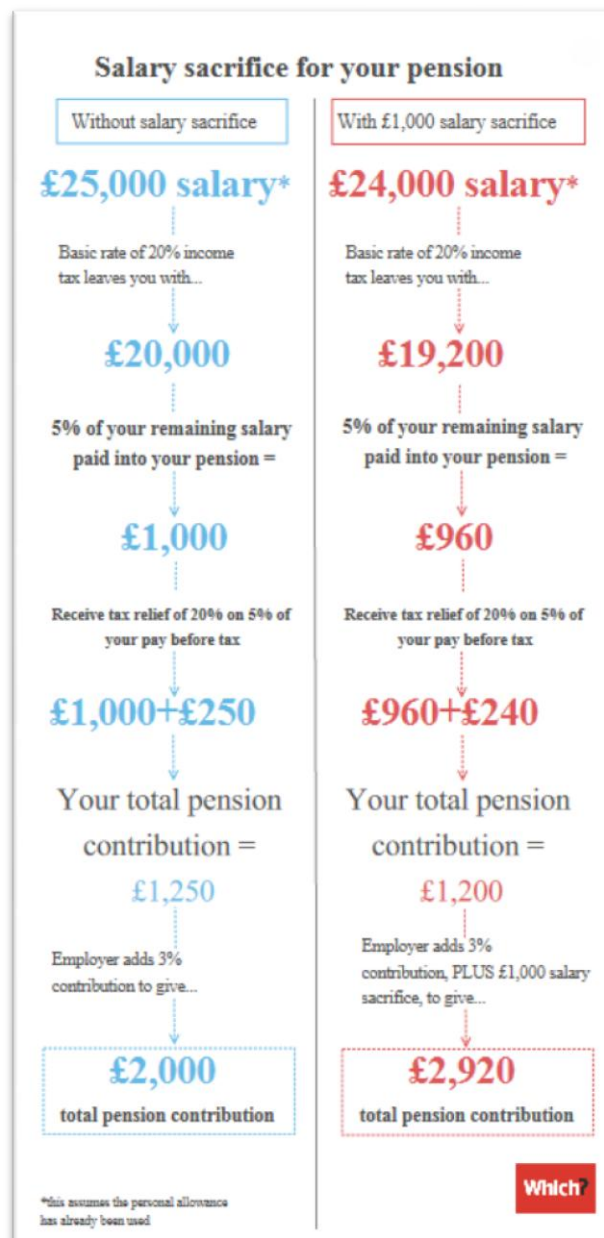 Salary sacrifice for your pension
Without salary sacrifice
£25,000 salary*
Basic rate of 20% income
tax leaves you with...
£20,000
5% of your remaining salary
paid into your pension =
£1,000
Receive tax relief of 20% on 5% of
your pay before tax
£1,000+£250
Your total pension
contribution =
£1,250
Employer adds 3%
contribution to give...
£2,000
total pension contribution
*this assumes the personal allowance
has already been used
With £1,000 salary sacrifice
£24,000 salary*
Basic rate of 20% income
tax leaves you with...
£19,200
5% of your remaining salary
paid into your pension =
£960
Receive tax relief of 20% on 5% of
your pay before tax
£960+£240
Your total pension
contribution =
£1,200
Employer adds 3%
contribution, PLUS £1,000 salary
sacrifice, to give...
£2,920
total pension contribution
Which?